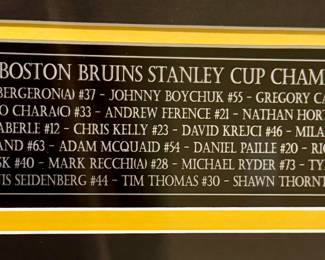 BOSTON BRUINS STANLEY CUP CHAM
BERGERON(A) #37 - JOHNNY BOYCHUK #55 - GREGORY CA
O CHARA(C) #33 - ANDREW FERENCE #21 - NATHAN HORT
ABERLE #12 - CHRIS KELLY #23 - DAVID KREJCI #46 - MILA
AND #63 - ADAM MCQUAID #54 - DANIEL PAILLE #20 - RIC
SK #40 - MARK RECCHI(A) #28 - MICHAEL RYDER #73 - TY
IS SEIDENBERG #44 - TIM THOMAS #30 - SHAWN THORNT